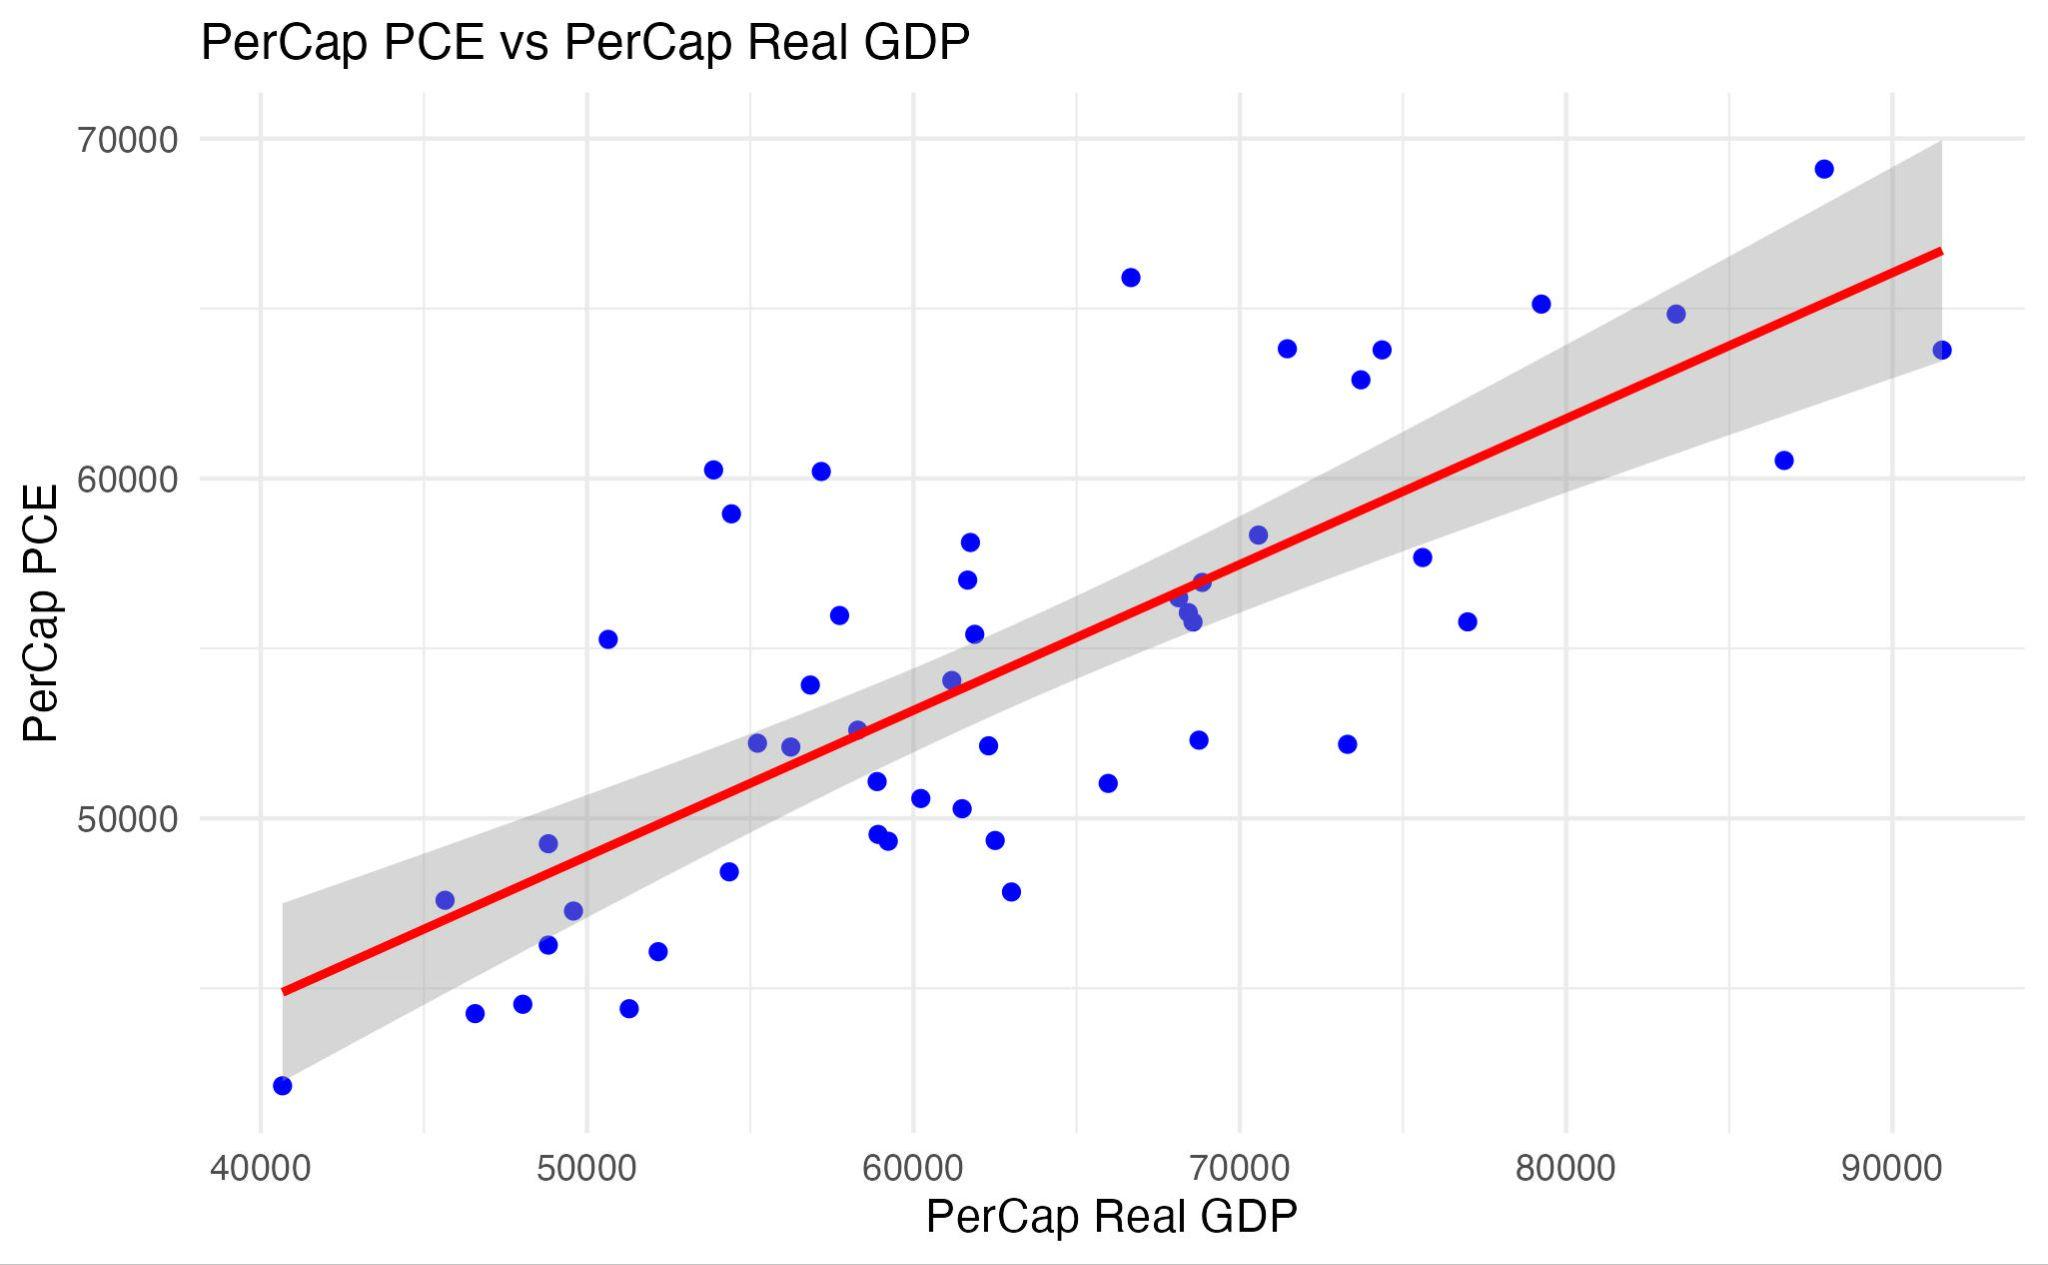 PerCap PCE vs PerCap Real GDP
70000
60000
50000
PerCap PCE
40000 50000 60000 70000 80000 90000
PerCap Real GDP